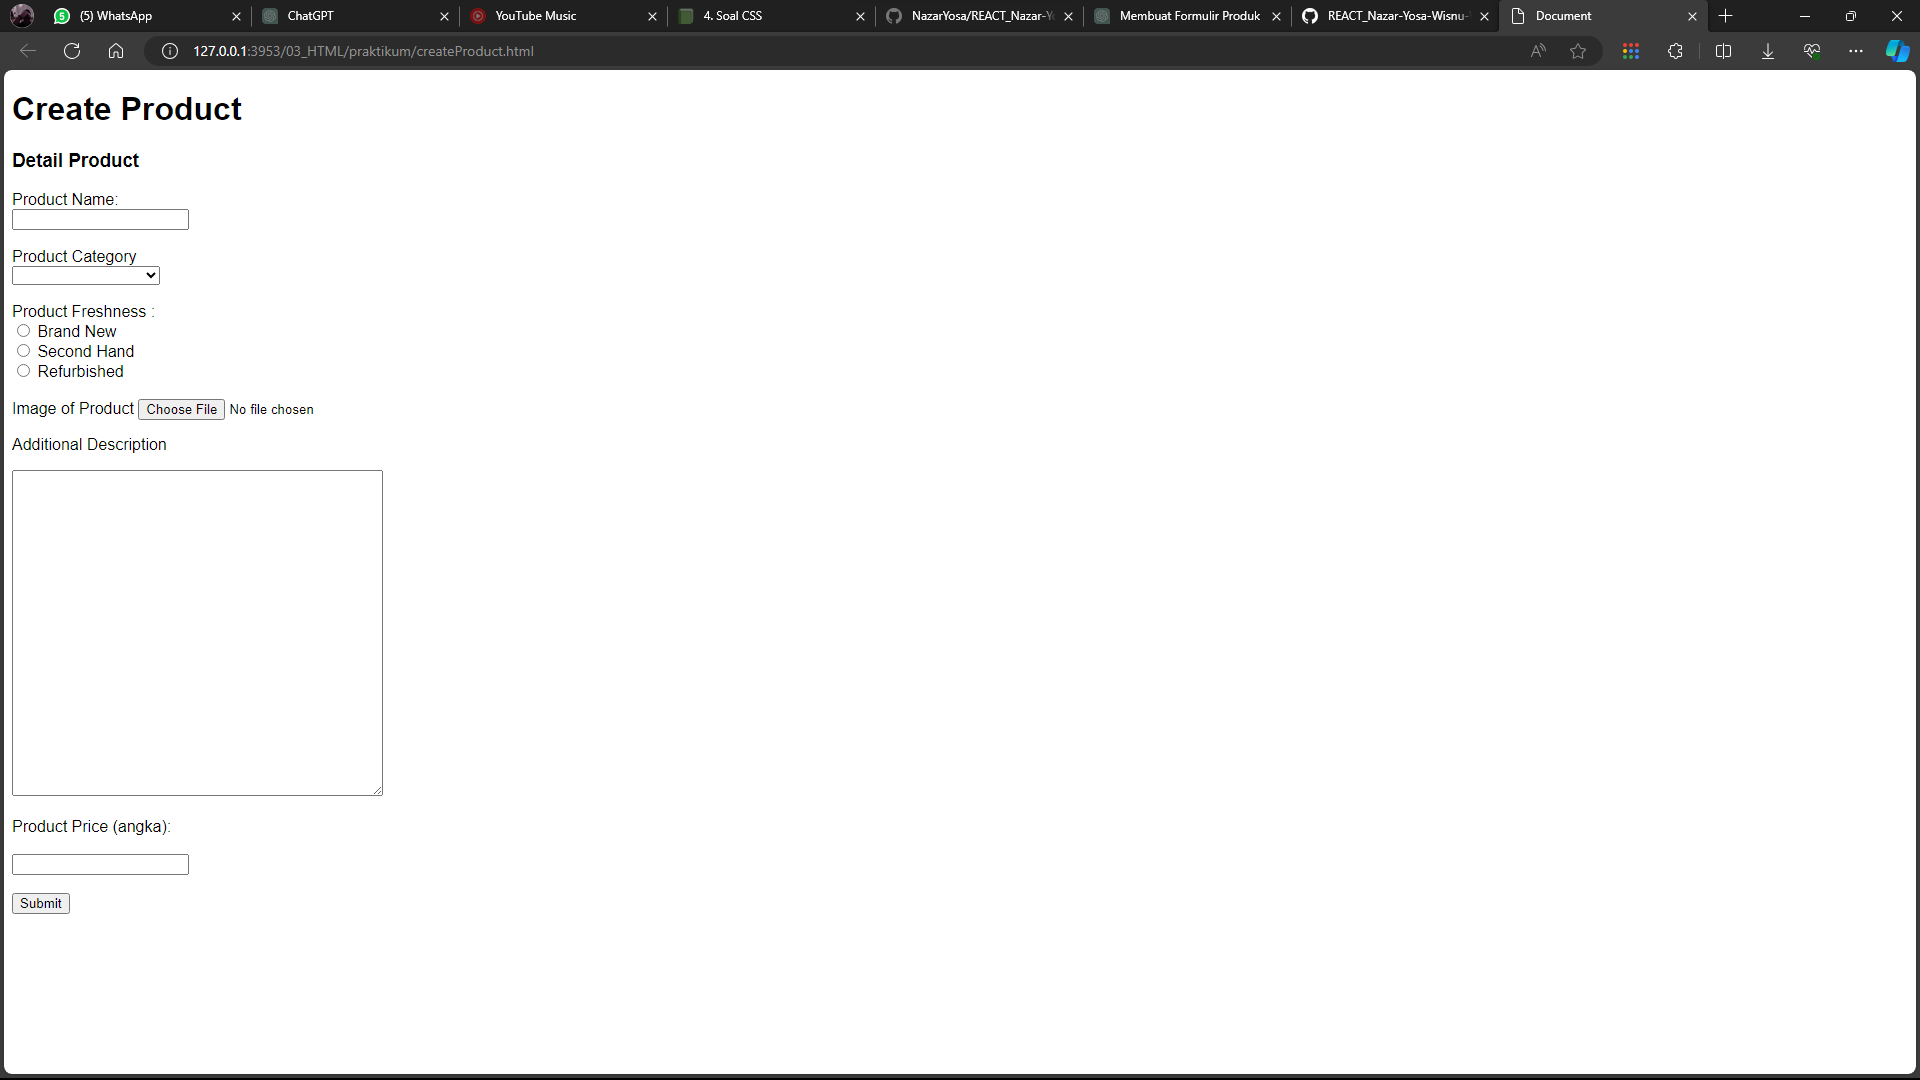 5 (5) WhatsApp
ChatGPT
YouTube Music
4. Soal CSS
NazarYosa/REACT_Nazar-Y
Membuat Formulir Produk
REACT_Nazar-Yosa-Wisnu-
Document
127.0.0.1:3953/03_HTML/praktikum/createProduct.html
Create Product
Detail Product
Product Name:
Product Category
Product Freshness :
Brand New
Second Hand
Refurbished
Image of Product Choose File No file chosen
Additional Description
Product Price (angka):
Submit